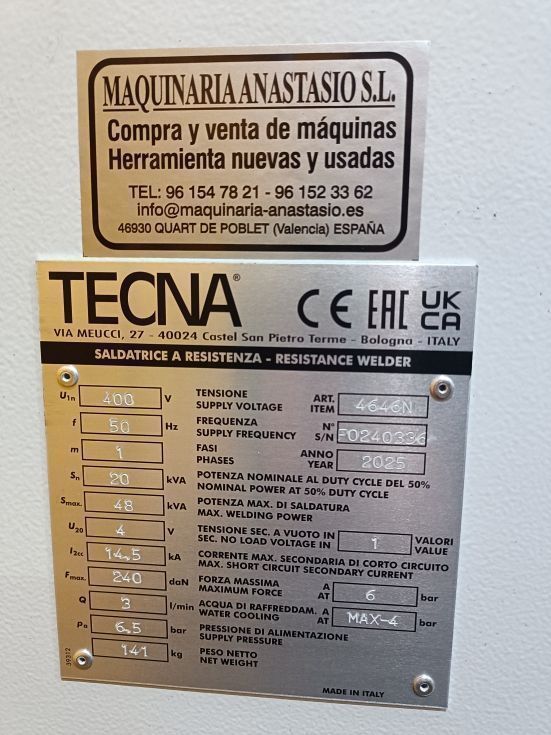 MAQUINARIA ANASTASIO S.L.
Compra y venta de máquinas
Herramienta nuevas y usadas
TEL: 96 154 78 21 - 96 152 33 62
info@maquinaria-anastasio.es
46930 QUART DE POBLET (Valencia) ESPAÑA
TECNA® CE EAC UK CA
VIA MEUCCI, 27 - 40024 Castel San Pietro Terme - Bologna - ITALY
SALDATRICE A RESISTENZA - RESISTANCE WELDER
U1n 400 V TENSIONE SUPPLY VOLTAGE ART. ITEM 4646N
f 50 Hz FREQUENZA SUPPLY FREQUENCY N° S/N F0240336
m 1 FASI PHASES ANNO YEAR 2025
Sn 20 kVA POTENZA NOMINALE AL DUTY CYCLE DEL 50% NOMINAL POWER AT 50% DUTY CYCLE
Smax. 48 kVA POTENZA MAX. DI SALDATURA MAX. WELDING POWER
U20 4 V TENSIONE SEC. A VUOTO IN SEC. NO LOAD VOLTAGE IN 1 VALORI VALUE
I2cc 14.5 kA CORRENTE MAX. SECONDARIA DI CORTO CIRCUITO MAX. SHORT CIRCUIT SECONDARY CURRENT
Fmax. 240 daN FORZA MASSIMA MAXIMUM FORCE A AT 6 bar
Q 3 l/min ACQUA DI RAFFREDDAM. WATER COOLING A AT MAX-4 bar
pn 6.5 bar PRESSIONE DI ALIMENTAZIONE SUPPLY PRESSURE
141 kg PESO NETTO NET WEIGHT
39312
MADE IN ITALY